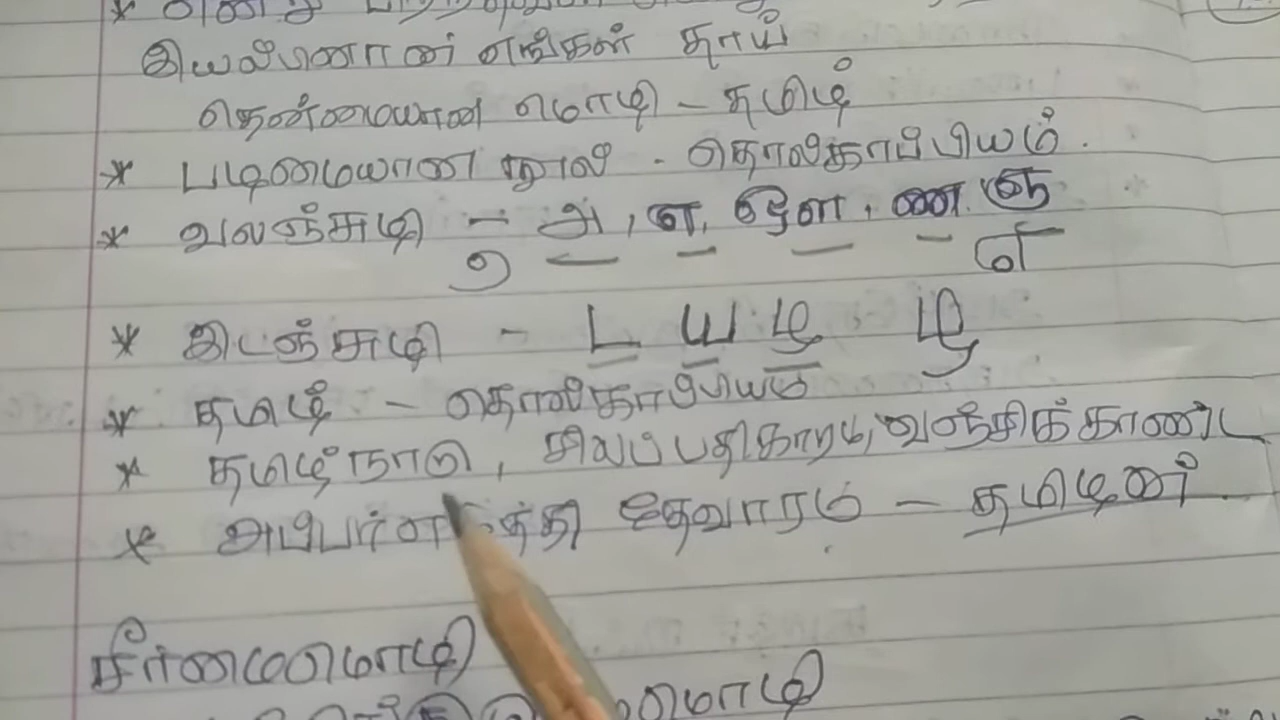 இயல்பினான் எங்கள் தாய்
தொன்மையான மொழி - தமிழ்
* பழமையான நூல் - தொல்காப்பியம்.
* வலஞ்சுழி - அ, எ, ஔ, ண, ஞ
* இடஞ்சுழி - ட ய ழ ழ
* தமிழ் - தொல்காப்பியம்
* தமிழ்நாடு, சிலப்பதிகாரம், வஞ்சிக்காண்ட
* அப்பர் தேவாரம் - தமிழன்
சீர்மைமொழி
மொழி